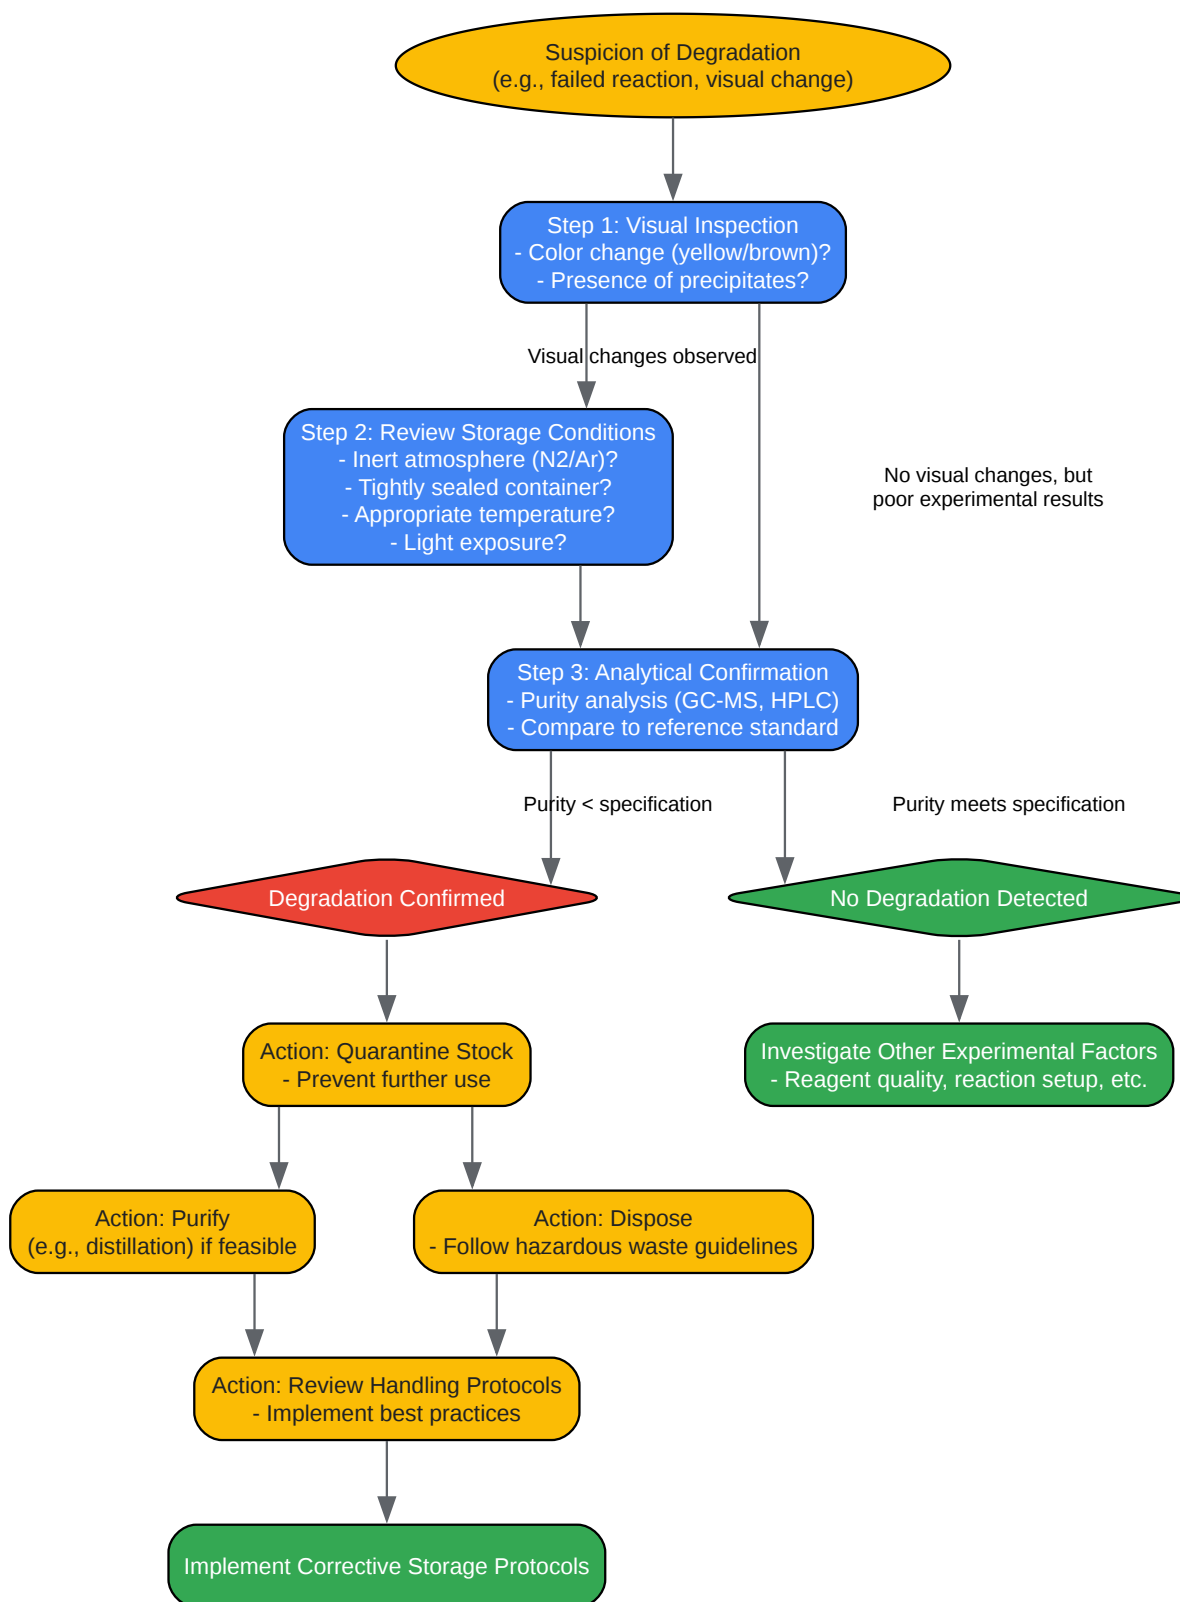 Suspicion of Degradation
(e.g., failed reaction, visual change)
Step 1: Visual Inspection
- Color change (yellow/brown)?
- Presence of precipitates?
Visual changes observed
Step 2: Review Storage Conditions
- Inert atmosphere (N2/Ar)?
- Tightly sealed container?
- Appropriate temperature?
- Light exposure?
No visual changes, but
poor experimental results
Step 3: Analytical Confirmation
- Purity analysis (GC-MS, HPLC)
- Compare to reference standard
Purity < specification
Purity meets specification
Degradation Confirmed
No Degradation Detected
Action: Quarantine Stock
- Prevent further use
Investigate Other Experimental Factors
- Reagent quality, reaction setup, etc.
Action: Purify
(e.g., distillation) if feasible
Action: Dispose
- Follow hazardous waste guidelines
Action: Review Handling Protocols
- Implement best practices
Implement Corrective Storage Protocols